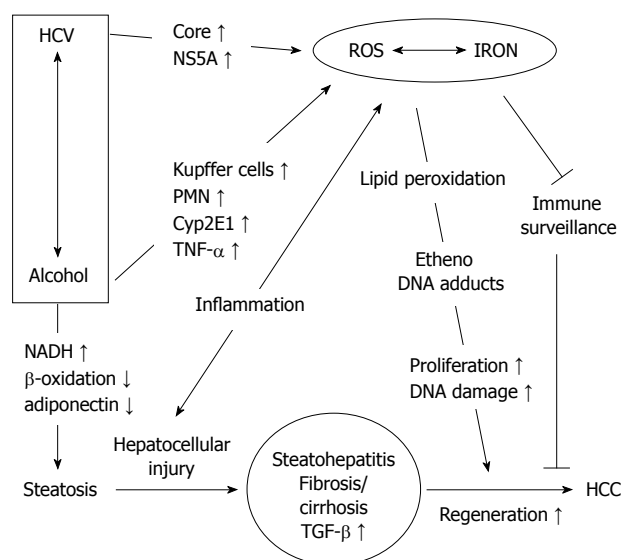 HCV
Core ↑
NS5A ↑
ROS
IRON
Kupffer cells ↑
PMN ↑
Cyp2E1 ↑
TNF-α ↑
Lipid peroxidation
Immune
surveillance
Alcohol
Inflammation
Etheno
DNA adducts
NADH ↑
β-oxidation ↓
adiponectin ↓
Proliferation ↑
DNA damage ↑
Hepatocellular
injury
Steatosis
Steatohepatitis
Fibrosis/
cirrhosis
TGF-β ↑
Regeneration ↑
HCC